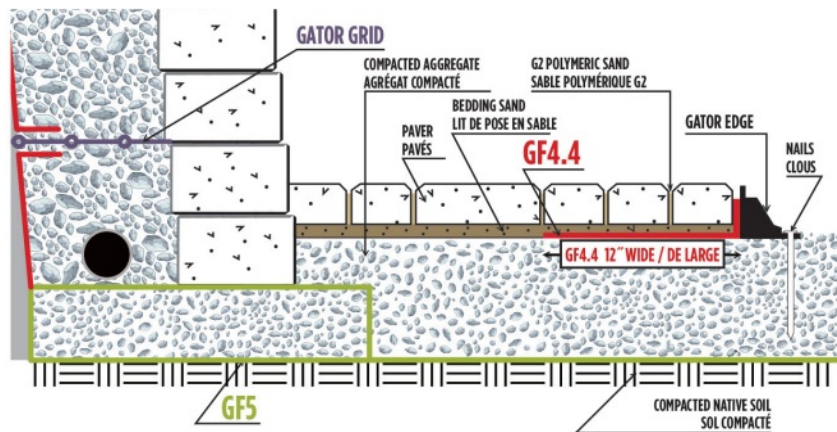 GATOR GRID
COMPACTED AGGREGATE
AGRÉGAT COMPACTÉ
G2 POLYMERIC SAND
SABLE POLYMÉRIQUE G2
BEDDING SAND
LIT DE POSE EN SABLE
PAVER
PAVÉS
GF4.4
GATOR EDGE
NAILS
CLOUS
GF4.4 12˝ WIDE / DE LARGE
GF5
COMPACTED NATIVE SOIL
SOL COMPACTÉ